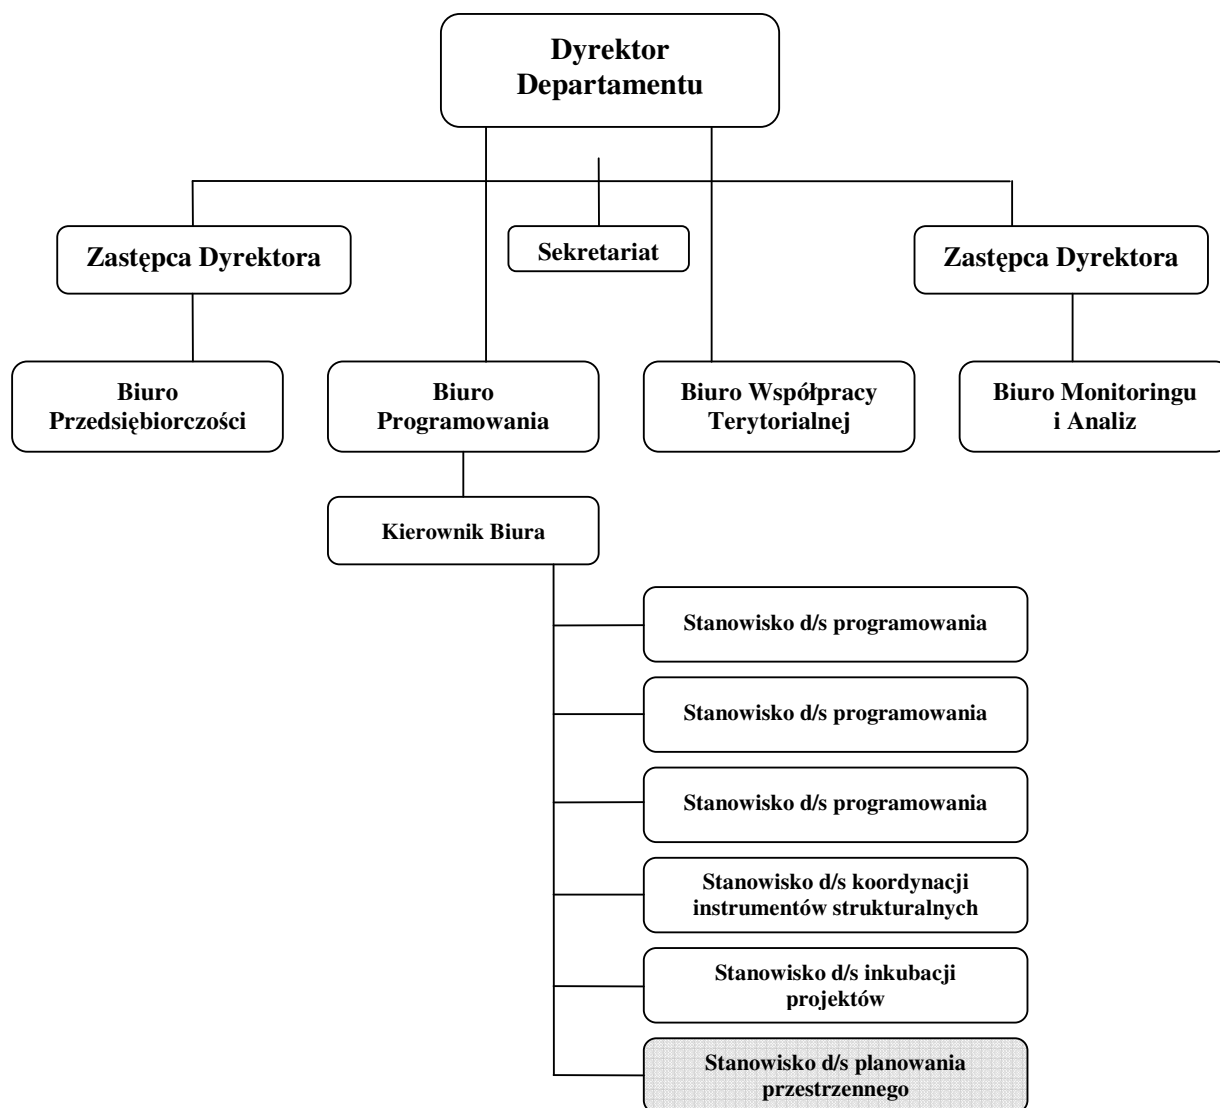 Dyrektor
Departamentu
Zastępca Dyrektora
Sekretariat
Zastępca Dyrektora
Biuro
Przedsiębiorczości
Biuro
Programowania
Biuro Współpracy
Terytorialnej
Biuro Monitoringu
i Analiz
Kierownik Biura
Stanowisko d/s programowania
Stanowisko d/s programowania
Stanowisko d/s programowania
Stanowisko d/s koordynacji
instrumentów strukturalnych
Stanowisko d/s inkubacji
projektów
Stanowisko d/s planowania
przestrzennego